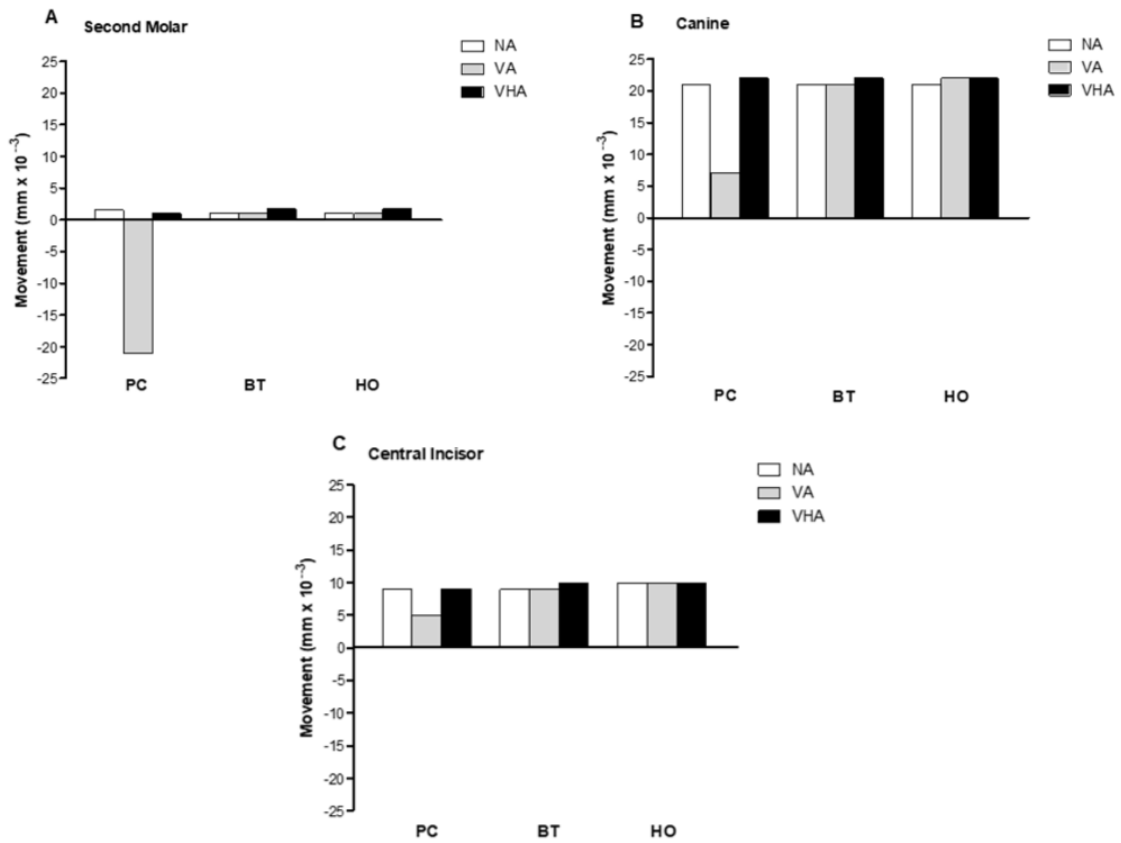 A
Second Molar
NA
VA
VHA
Movement (mm x 10⁻³)
25
20
15
10
5
0
-5
-10
-15
-20
-25
PC BT HO
B
Canine
NA
VA
VHA
Movement (mm x 10⁻³)
25
20
15
10
5
0
-5
-10
-15
-20
-25
PC BT HO
C
Central Incisor
NA
VA
VHA
Movement (mm x 10⁻³)
25
20
15
10
5
0
-5
-10
-15
-20
-25
PC BT HO